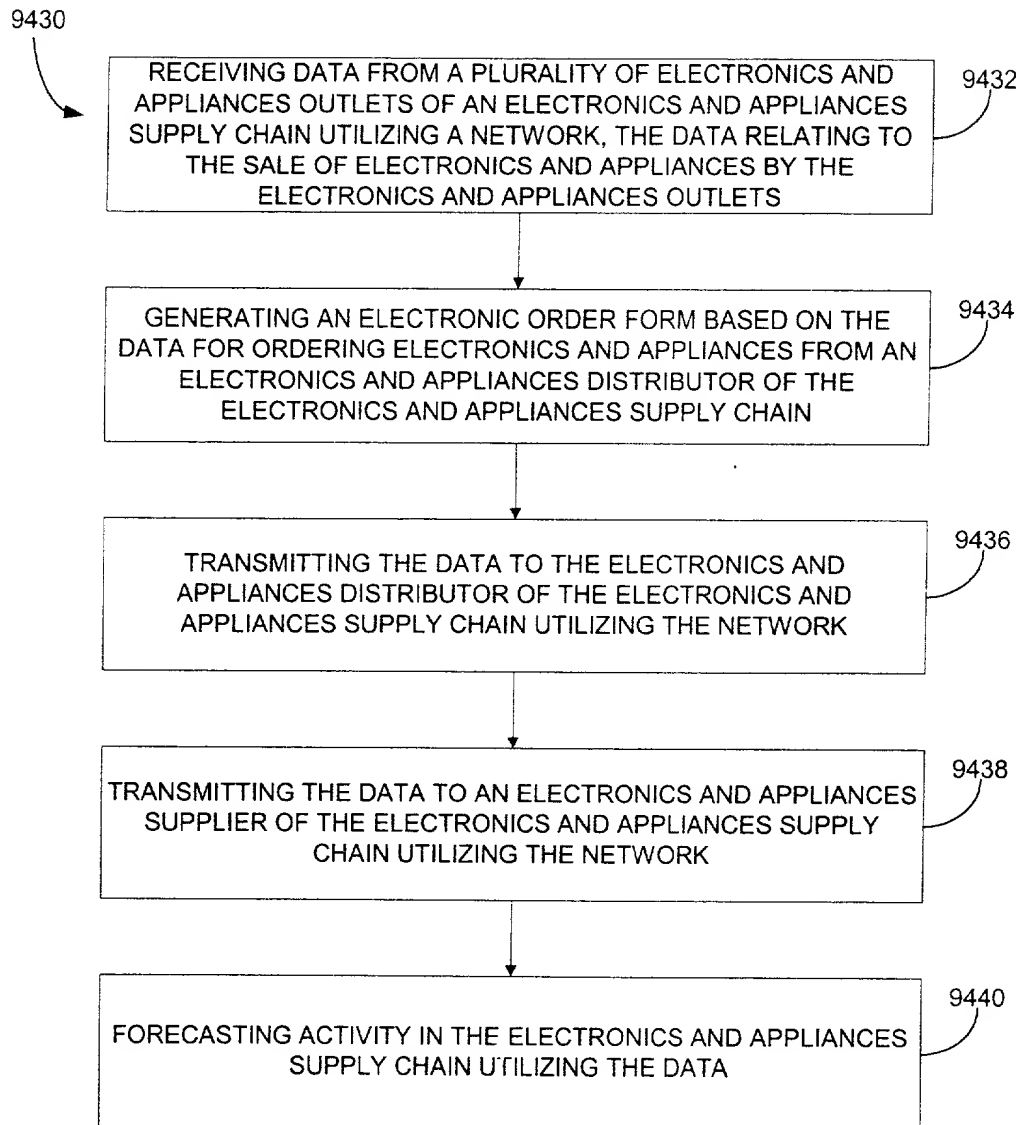 9430
RECEIVING DATA FROM A PLURALITY OF ELECTRONICS AND
APPLIANCES OUTLETS OF AN ELECTRONICS AND APPLIANCES
SUPPLY CHAIN UTILIZING A NETWORK, THE DATA RELATING TO
THE SALE OF ELECTRONICS AND APPLIANCES BY THE
ELECTRONICS AND APPLIANCES OUTLETS
9432
GENERATING AN ELECTRONIC ORDER FORM BASED ON THE
DATA FOR ORDERING ELECTRONICS AND APPLIANCES FROM AN
ELECTRONICS AND APPLIANCES DISTRIBUTOR OF THE
ELECTRONICS AND APPLIANCES SUPPLY CHAIN
9434
TRANSMITTING THE DATA TO THE ELECTRONICS AND
APPLIANCES DISTRIBUTOR OF THE ELECTRONICS AND
APPLIANCES SUPPLY CHAIN UTILIZING THE NETWORK
9436
TRANSMITTING THE DATA TO AN ELECTRONICS AND APPLIANCES
SUPPLIER OF THE ELECTRONICS AND APPLIANCES SUPPLY
CHAIN UTILIZING THE NETWORK
9438
FORECASTING ACTIVITY IN THE ELECTRONICS AND APPLIANCES
SUPPLY CHAIN UTILIZING THE DATA
9440